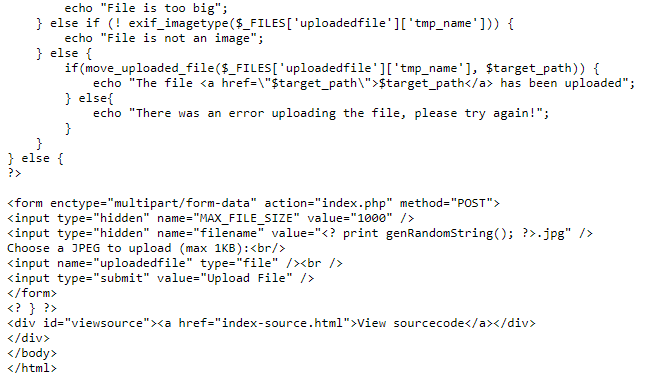 echo "File is too big";
} else if (! exif_imagetype($_FILES['uploadedfile']['tmp_name'])) {
echo "File is not an image";
} else {
if(move_uploaded_file($_FILES['uploadedfile']['tmp_name'], $target_path)) {
echo "The file <a href=\"$target_path\">$target_path</a> has been uploaded";
} else{
echo "There was an error uploading the file, please try again!";
}
}
} else {
?>
<form enctype="multipart/form-data" action="index.php" method="POST">
<input type="hidden" name="MAX_FILE_SIZE" value="1000" />
<input type="hidden" name="filename" value="<? print genRandomString(); ?>.jpg" />
Choose a JPEG to upload (max 1KB):<br/>
<input name="uploadedfile" type="file" /><br />
<input type="submit" value="Upload File" />
</form>
<? } ?>
<div id="viewsource"><a href="index-source.html">View sourcecode</a></div>
</div>
</body>
</html>